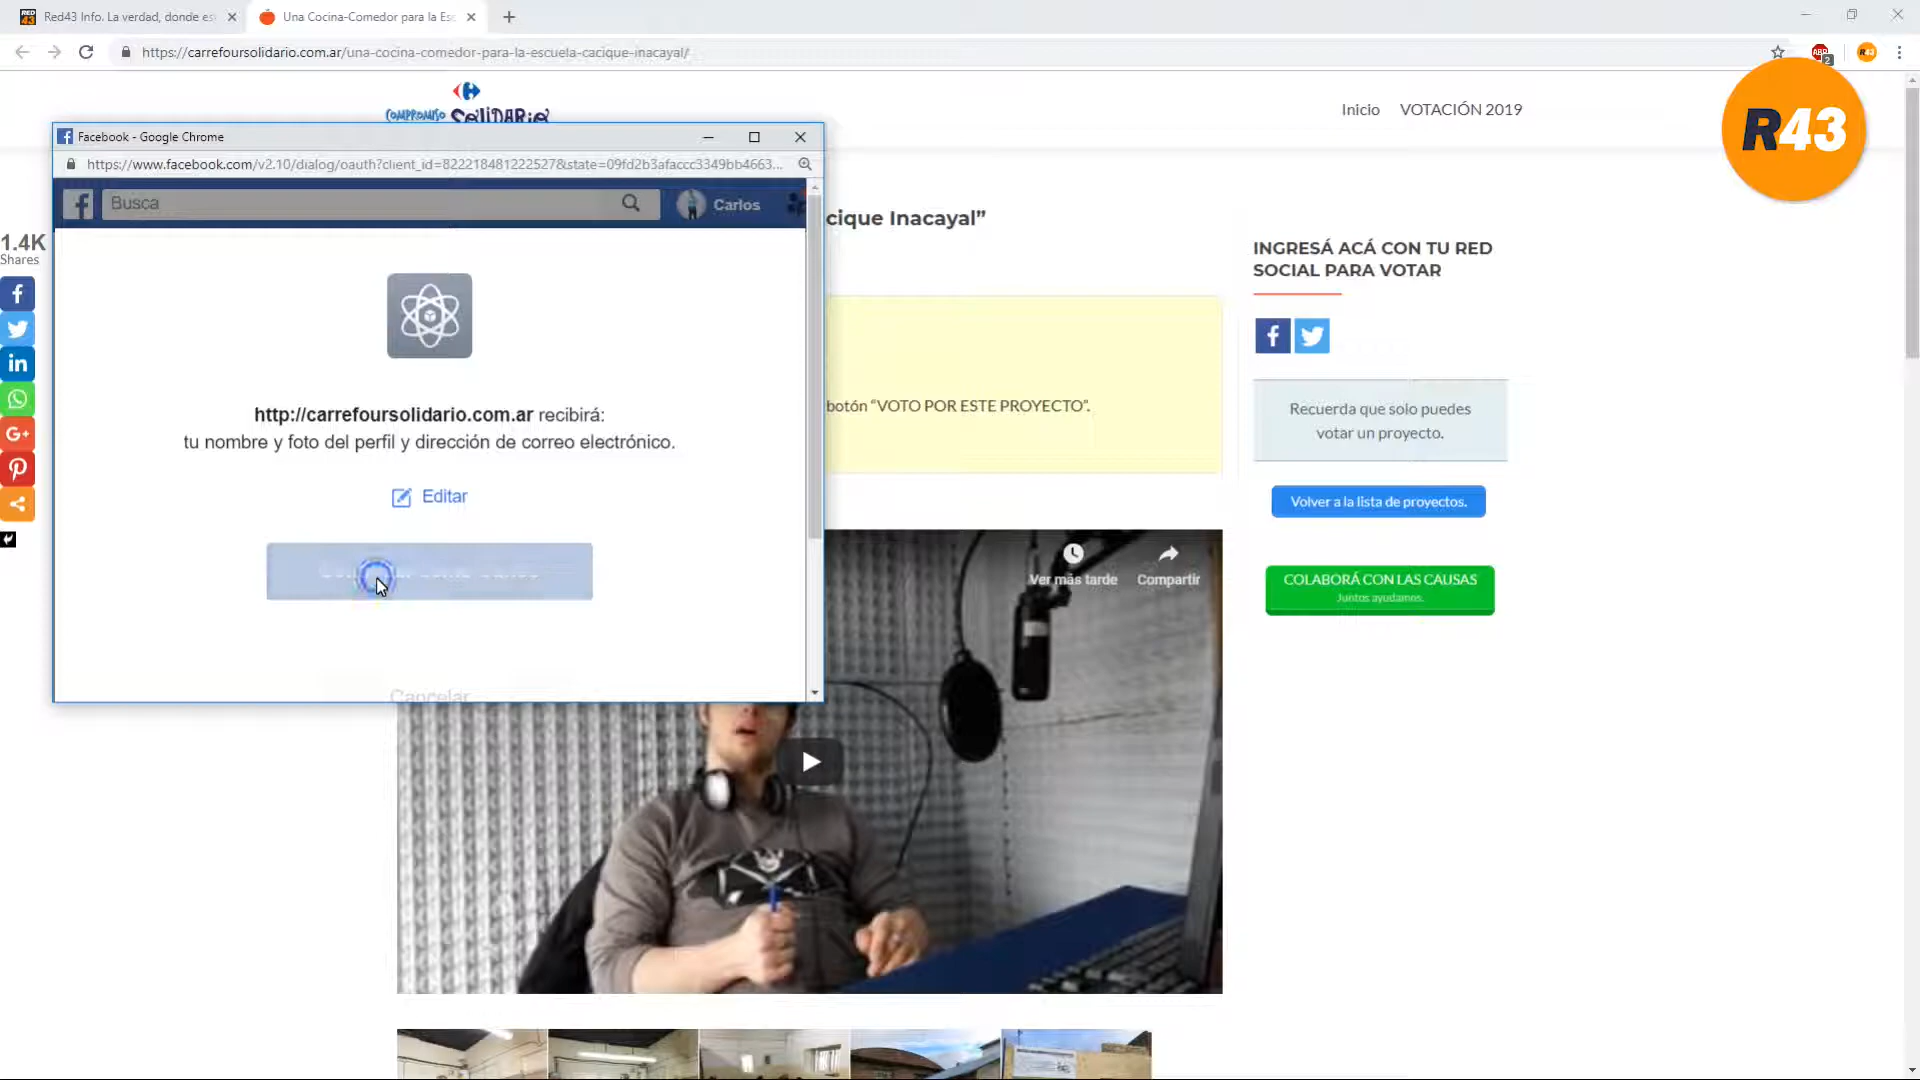 Red43 Info. La verdad, donde es
Una Cocina-Comedor para la Esc
https://carrefoursolidario.com.ar/una-cocina-comedor-para-la-escuela-cacique-inacayal/
ABP
2
R43
COMPROMISO
SOLIDARIO
Inicio
VOTACIÓN 2019
R43
Facebook - Google Chrome
https://www.facebook.com/v2.10/dialog/oauth?client_id=822218481222527&state=09fd2b3afaccc3349bb4663...
Busca
Carlos
1.4K
Shares
http://carrefoursolidario.com.ar recibirá:
tu nombre y foto del perfil y dirección de correo electrónico.
Editar
Cancelar
cique Inacayal”
botón “VOTO POR ESTE PROYECTO”.
INGRESÁ ACÁ CON TU RED
SOCIAL PARA VOTAR
Recuerda que solo puedes
votar un proyecto.
Volver a la lista de proyectos.
COLABORÁ CON LAS CAUSAS
Juntos ayudamos.
Ver más tarde
Compartir